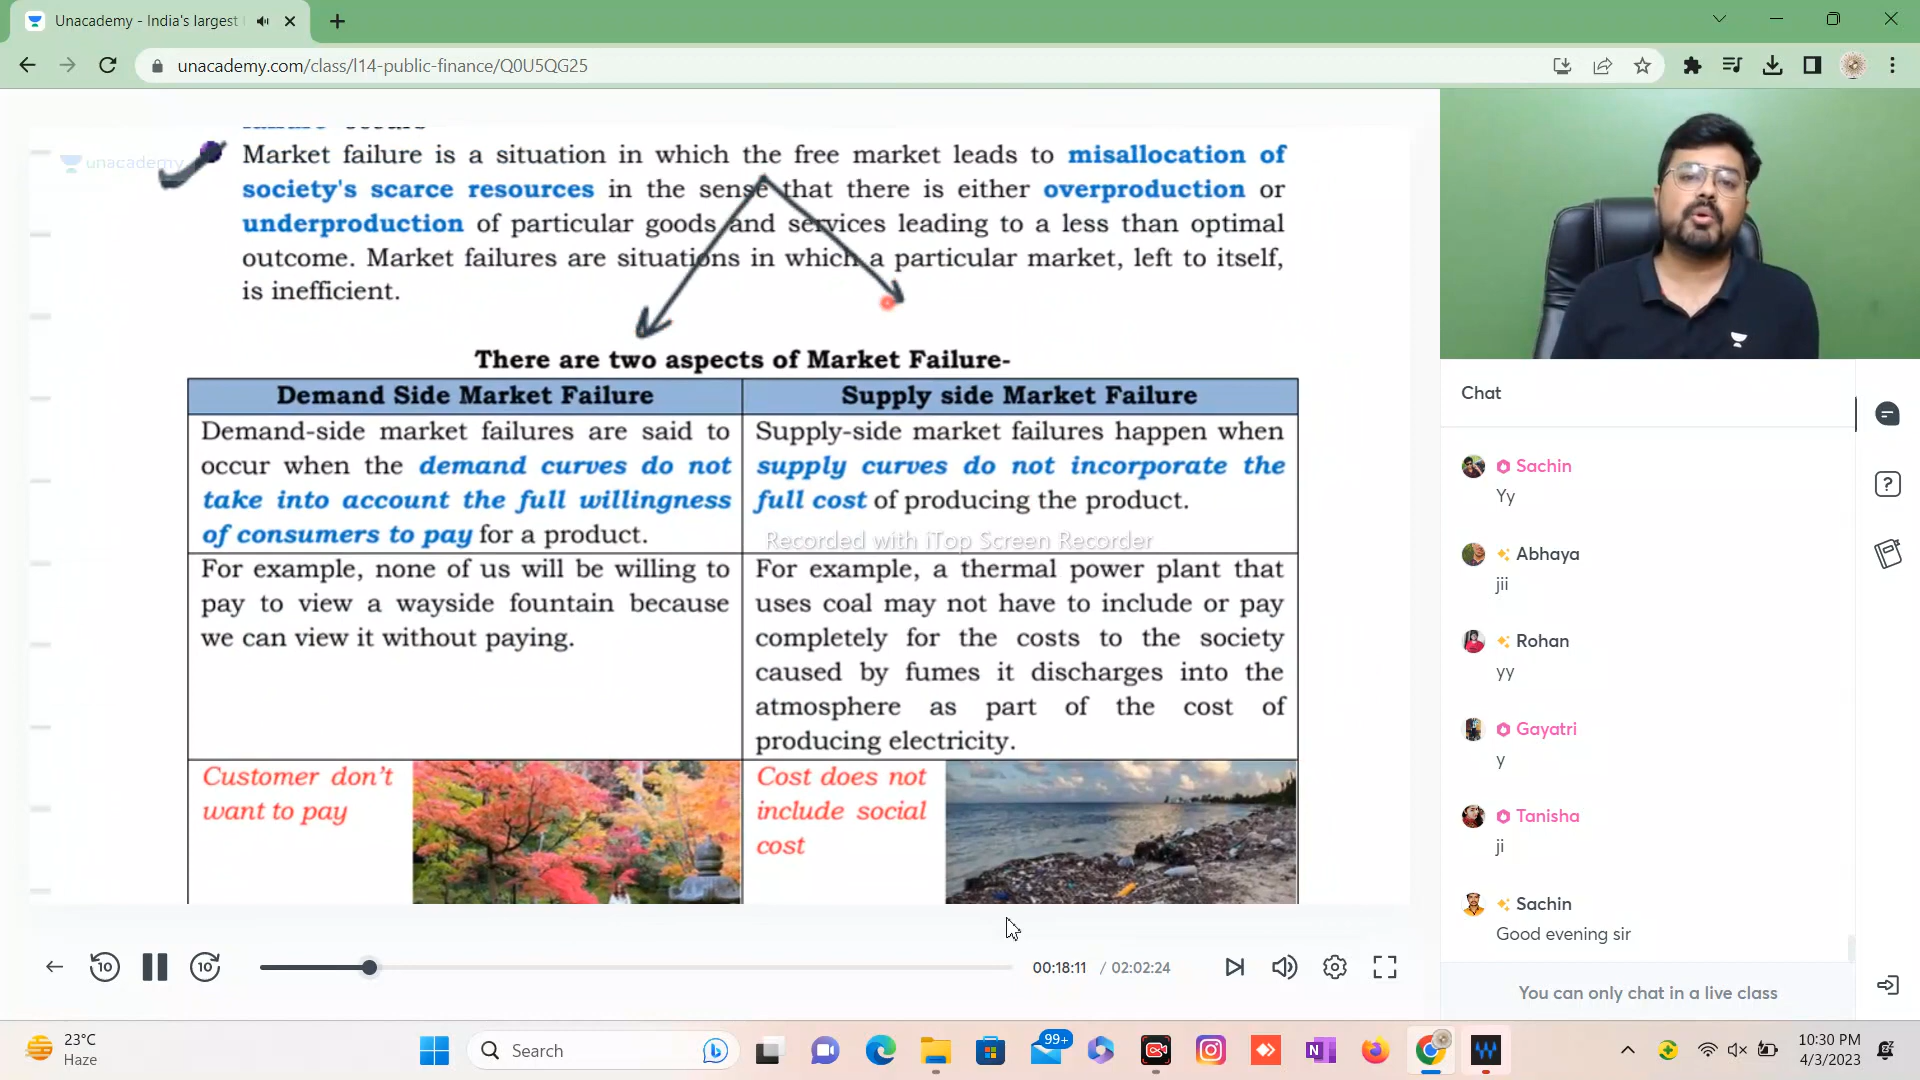 Unacademy - India's largest
unacademy.com/class/l14-public-finance/Q0U5QG25
unacademy
Market failure is a situation in which the free market leads to misallocation of
society's scarce resources in the sense that there is either overproduction or
underproduction of particular goods and services leading to a less than optimal
outcome. Market failures are situations in which a particular market, left to itself,
is inefficient.
There are two aspects of Market Failure-
Demand Side Market Failure
Supply side Market Failure
Demand-side market failures are said to
occur when the demand curves do not
take into account the full willingness
of consumers to pay for a product.
Supply-side market failures happen when
supply curves do not incorporate the
full cost of producing the product.
Recorded with iTop Screen Recorder
For example, none of us will be willing to
pay to view a wayside fountain because
we can view it without paying.
For example, a thermal power plant that
uses coal may not have to include or pay
completely for the costs to the society
caused by fumes it discharges into the
atmosphere as part of the cost of
producing electricity.
Customer don't
want to pay
Cost does not
include social
cost
10
10
00:18:11 / 02:02:24
Chat
Sachin
Yy
Abhaya
jii
Rohan
yy
Gayatri
y
Tanisha
ji
Sachin
Good evening sir
You can only chat in a live class
23°C
Haze
Search
99+
10:30 PM
4/3/2023